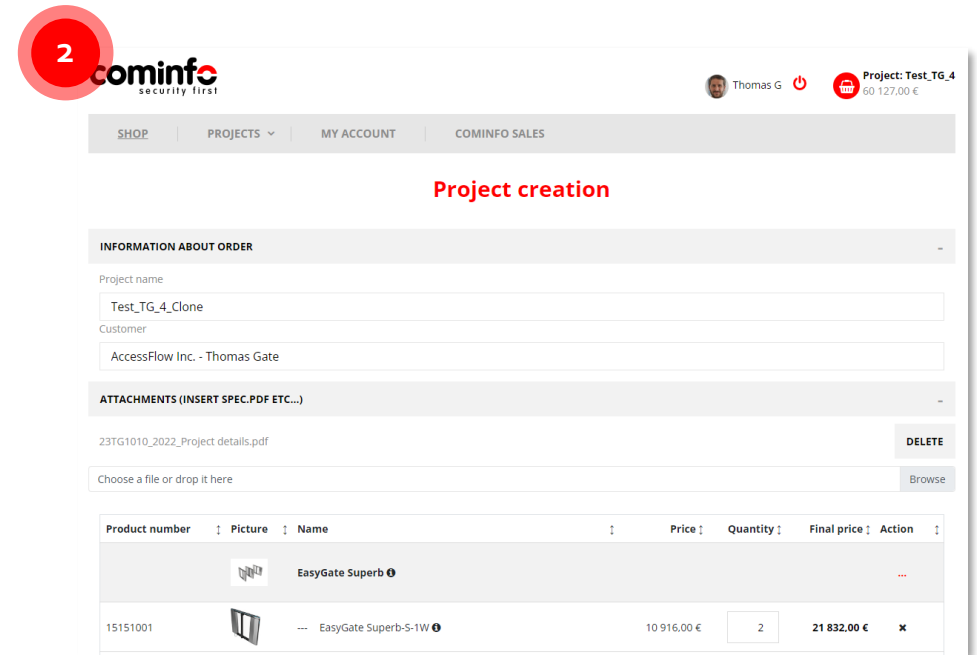 2
cominfo
security first
Thomas G
Project: Test_TG_4
60 127,00 €
SHOP PROJECTS MY ACCOUNT COMINFO SALES
Project creation
INFORMATION ABOUT ORDER -
Project name
Test_TG_4_Clone
Customer
AccessFlow Inc. - Thomas Gate
ATTACHMENTS (INSERT SPEC.PDF ETC...) -
23TG1010_2022_Project details.pdf DELETE
Choose a file or drop it here Browse
Product number Picture Name Price Quantity Final price Action
EasyGate Superb ...
15151001 --- EasyGate Superb-S-1W 10 916,00 € 2 21 832,00 €